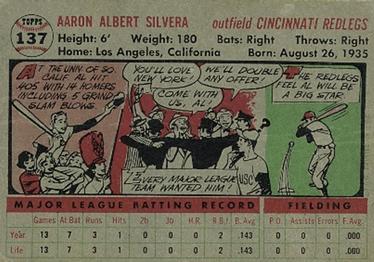 TOPPS
137
AARON ALBERT SILVERA outfield CINCINNATI REDLEGS
Height: 6' Weight: 180 Bats: Right Throws: Right
Home: Los Angeles, California Born: August 26, 1935
AT THE UNIV. OF SO.
CALIF. AL HIT
.405 WITH 14 HOMERS
INCLUDING 5 GRAND-
SLAM BLOWS.
YOU'LL LOVE
NEW YORK!
WE'LL DOUBLE
ANY OFFER!
COME WITH
US, AL!
USC
EVERY MAJOR LEAGUE
TEAM WANTED HIM!
THE REDLEGS
FEEL AL WILL BE
A BIG STAR.
MAJOR LEAGUE BATTING RECORD FIELDING
Games At Bat Runs Hits 2b 3b H.R. R.B.I. B. Avg. P.O. Assists Errors F. Avg.
Year 13 7 3 1 0 0 0 2 .143 0 0 0 .000
Life 13 7 3 1 0 0 0 2 .143 0 0 0 .000